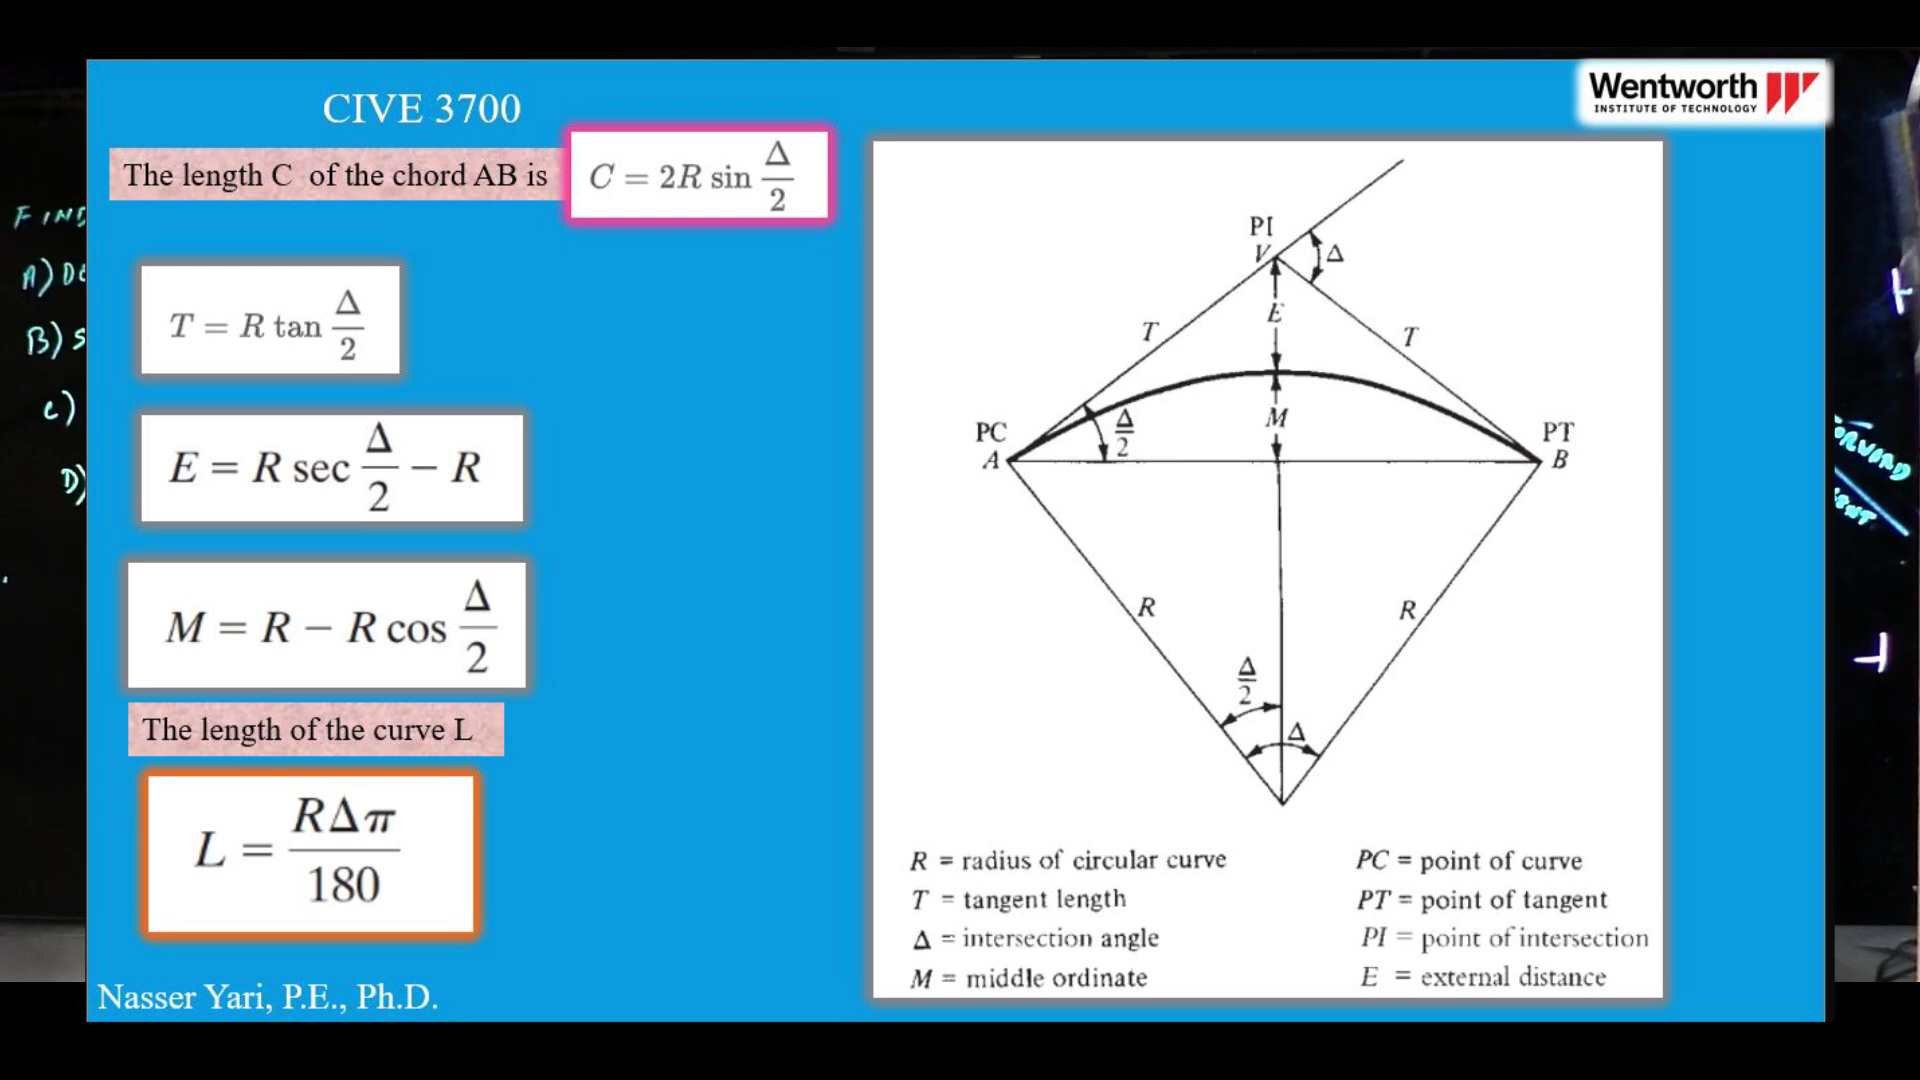 CIVE 3700
Wentworth
INSTITUTE OF TECHNOLOGY
The length C of the chord AB is
C = 2R sin Δ/2
T = R tan Δ/2
E = R sec Δ/2 − R
M = R − R cos Δ/2
The length of the curve L
L = RΔπ/180
Nasser Yari, P.E., Ph.D.
PI
V
Δ
E
T
T
M
PC
A
Δ/2
PT
B
R
R
Δ/2
Δ
R = radius of circular curve
T = tangent length
Δ = intersection angle
M = middle ordinate
PC = point of curve
PT = point of tangent
PI = point of intersection
E = external distance
FIND
A) DE
B) S
C)
D)